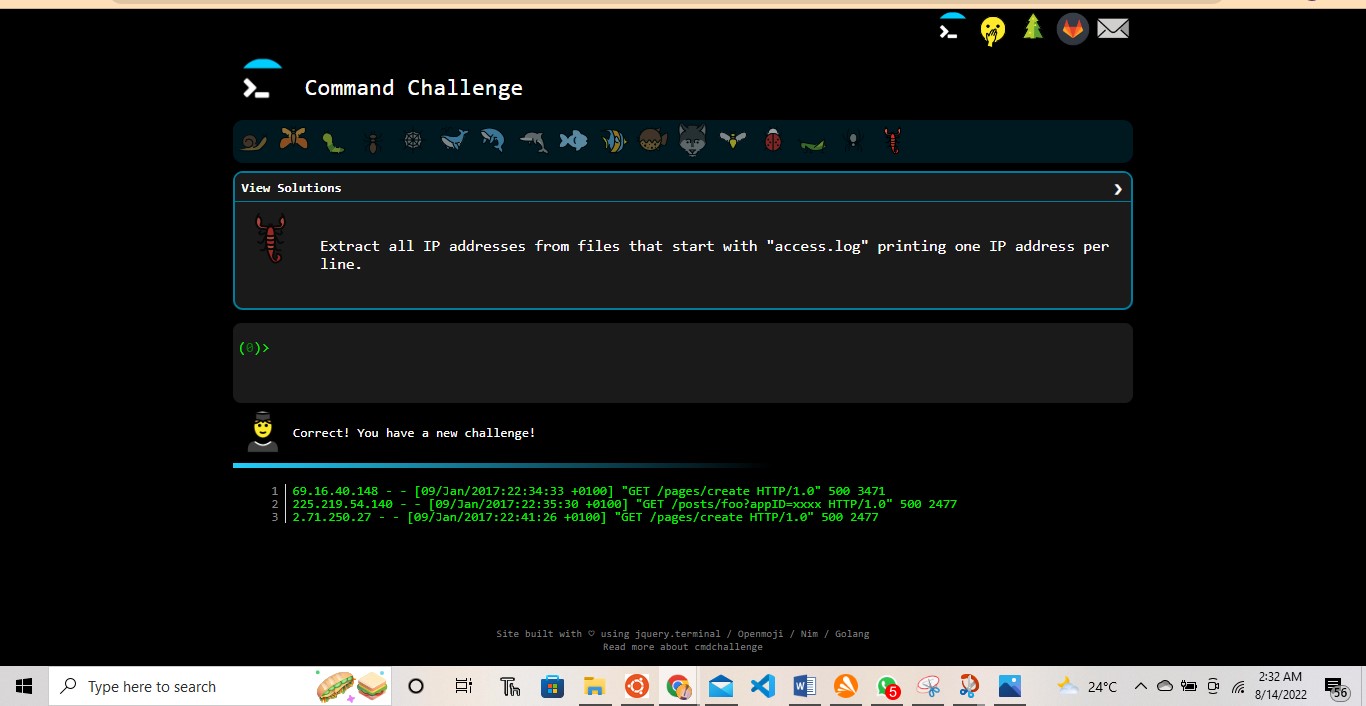 Command Challenge
View Solutions ❯
Extract all IP addresses from files that start with "access.log" printing one IP address per
line.
(0)>
Correct! You have a new challenge!
1 69.16.40.148 - - [09/Jan/2017:22:34:33 +0100] "GET /pages/create HTTP/1.0" 500 3471
2 225.219.54.140 - - [09/Jan/2017:22:35:30 +0100] "GET /posts/foo?appID=xxxx HTTP/1.0" 500 2477
3 2.71.250.27 - - [09/Jan/2017:22:41:26 +0100] "GET /pages/create HTTP/1.0" 500 2477
Site built with ♡ using jquery.terminal / Openmoji / Nim / Golang
Read more about cmdchallenge
Type here to search
Th
W
5
24°C
2:32 AM
8/14/2022
56